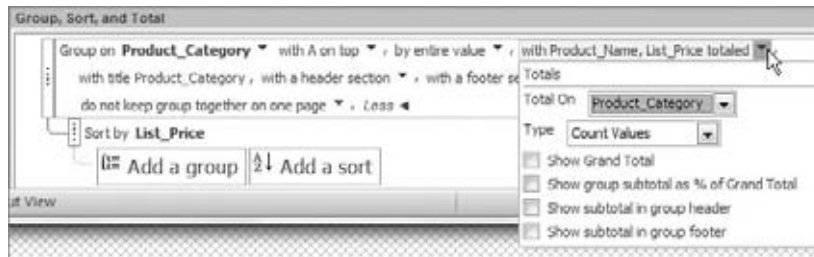 Group, Sort, and Total
Group on Product_Category with A on top , by entire value , with Product_Name, List_Price totaled ,
with title Product_Category , with a header section , with a footer se
do not keep group together on one page , Less
Sort by List_Price
Add a group Add a sort
Totals
Total On Product_Category
Type Count Values
Show Grand Total
Show group subtotal as % of Grand Total
Show subtotal in group header
Show subtotal in group footer
ut View